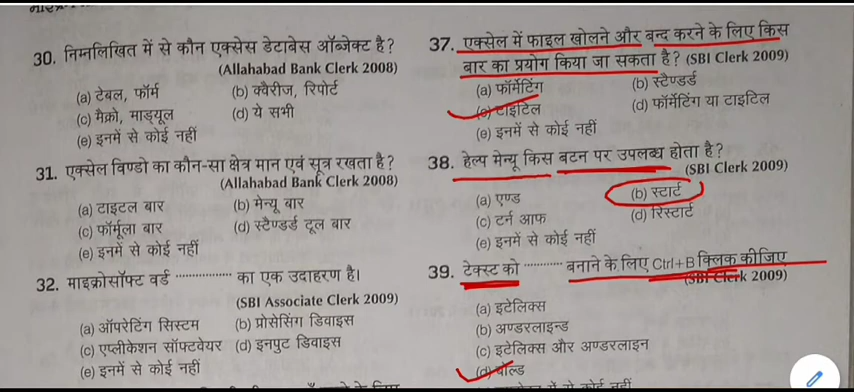 30. निम्नलिखित में से कौन एक्सेस डेटाबेस ऑब्जेक्ट है?
(Allahabad Bank Clerk 2008)
(a) टेबल, फॉर्म (b) क्वैरीज, रिपोर्ट
(c) मैक्रो, माड्यूल (d) ये सभी
(e) इनमें से कोई नहीं
31. एक्सेल विण्डो का कौन-सा क्षेत्र मान एवं सूत्र रखता है?
(Allahabad Bank Clerk 2008)
(a) टाइटल बार (b) मेन्यू बार
(c) फॉर्मूला बार (d) स्टैण्डर्ड टूल बार
(e) इनमें से कोई नहीं
32. माइक्रोसॉफ्ट वर्ड ................ का एक उदाहरण है।
(SBI Associate Clerk 2009)
(a) ऑपरेटिंग सिस्टम (b) प्रोसेसिंग डिवाइस
(c) एप्लीकेशन सॉफ्टवेयर (d) इनपुट डिवाइस
(e) इनमें से कोई नहीं
37. एक्सेल में फाइल खोलने और बन्द करने के लिए किस
बार का प्रयोग किया जा सकता है? (SBI Clerk 2009)
(a) फॉर्मेटिंग (b) स्टैण्डर्ड
(c) टाइटिल (d) फॉर्मेटिंग या टाइटिल
(e) इनमें से कोई नहीं
38. हेल्प मेन्यू किस बटन पर उपलब्ध होता है?
(SBI Clerk 2009)
(a) एण्ड (b) स्टार्ट
(c) टर्न आफ (d) रिस्टार्ट
(e) इनमें से कोई नहीं
39. टेक्स्ट को ........... बनाने के लिए Ctrl+B क्लिक कीजिए
(SBI Clerk 2009)
(a) इटेलिक्स
(b) अण्डरलाइन्ड
(c) इटेलिक्स और अण्डरलाइन
(d) बोल्ड